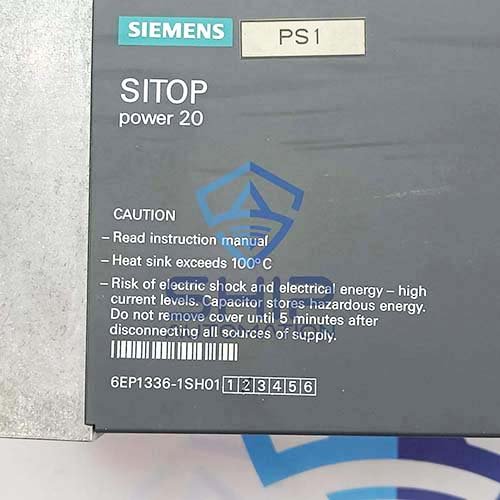 SIEMENS
PS1
SITOP
power 20
CAUTION
– Read instruction manual
– Heat sink exceeds 100°C
– Risk of electric shock and electrical energy – high
current levels. Capacitor stores hazardous energy.
Do not remove cover until 5 minutes after
disconnecting all sources of supply.
SHIP
AUTOMATION
6EP1336-1SH01 1 2 3 4 5 6